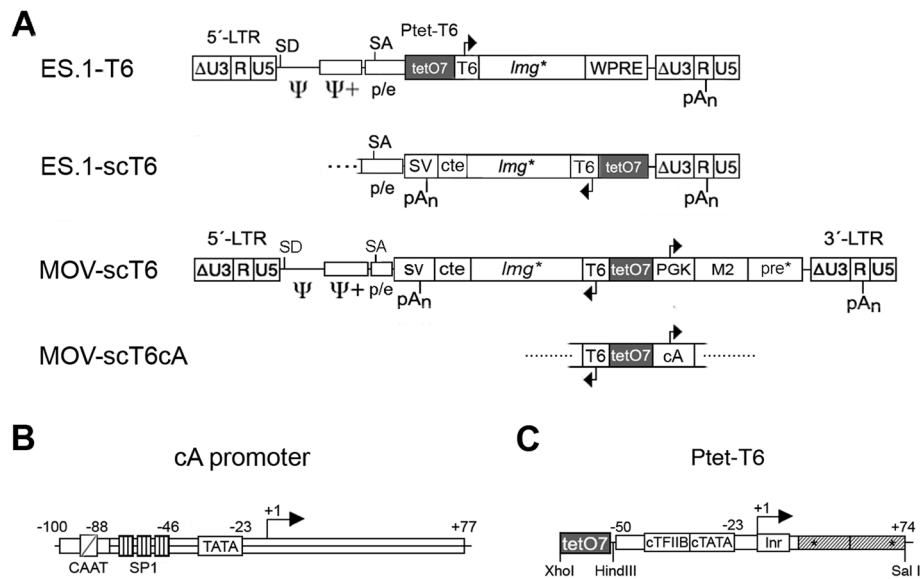 A
Ptet-T6
5´-LTR
SD
SA
ES.1-T6
ΔU3 R U5
tetO7 T6 lmg* WPRE
ΔU3 R U5
Ψ Ψ+ p/e
pAn
SA
ES.1-scT6
SV cte lmg* T6 tetO7
ΔU3 R U5
p/e
pAn
pAn
5´-LTR
3´-LTR
SD
SA
MOV-scT6
ΔU3 R U5
sv cte lmg* T6 tetO7 PGK M2 pre*
ΔU3 R U5
Ψ Ψ+ p/e
pAn
pAn
MOV-scT6cA
T6 tetO7 cA
B
cA promoter
-100 -88 -46 -23 +1 +77
TATA
CAAT SP1
C
Ptet-T6
-50 -23 +1 +74
tetO7 cTFIIB cTATA Inr * *
XhoI HindIII Sal I